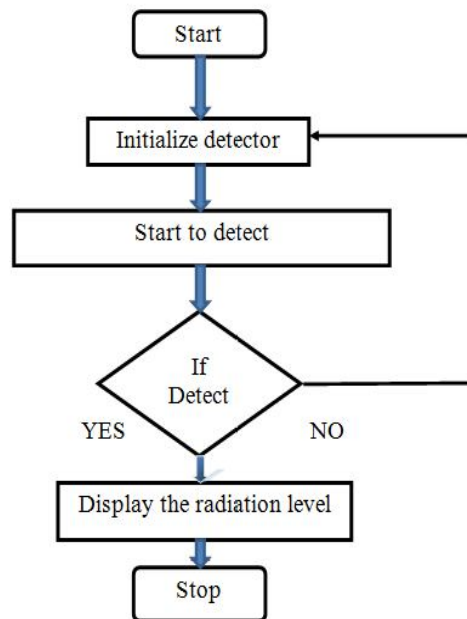 Start
Initialize detector
Start to detect
If
Detect
YES
NO
Display the radiation level
Stop